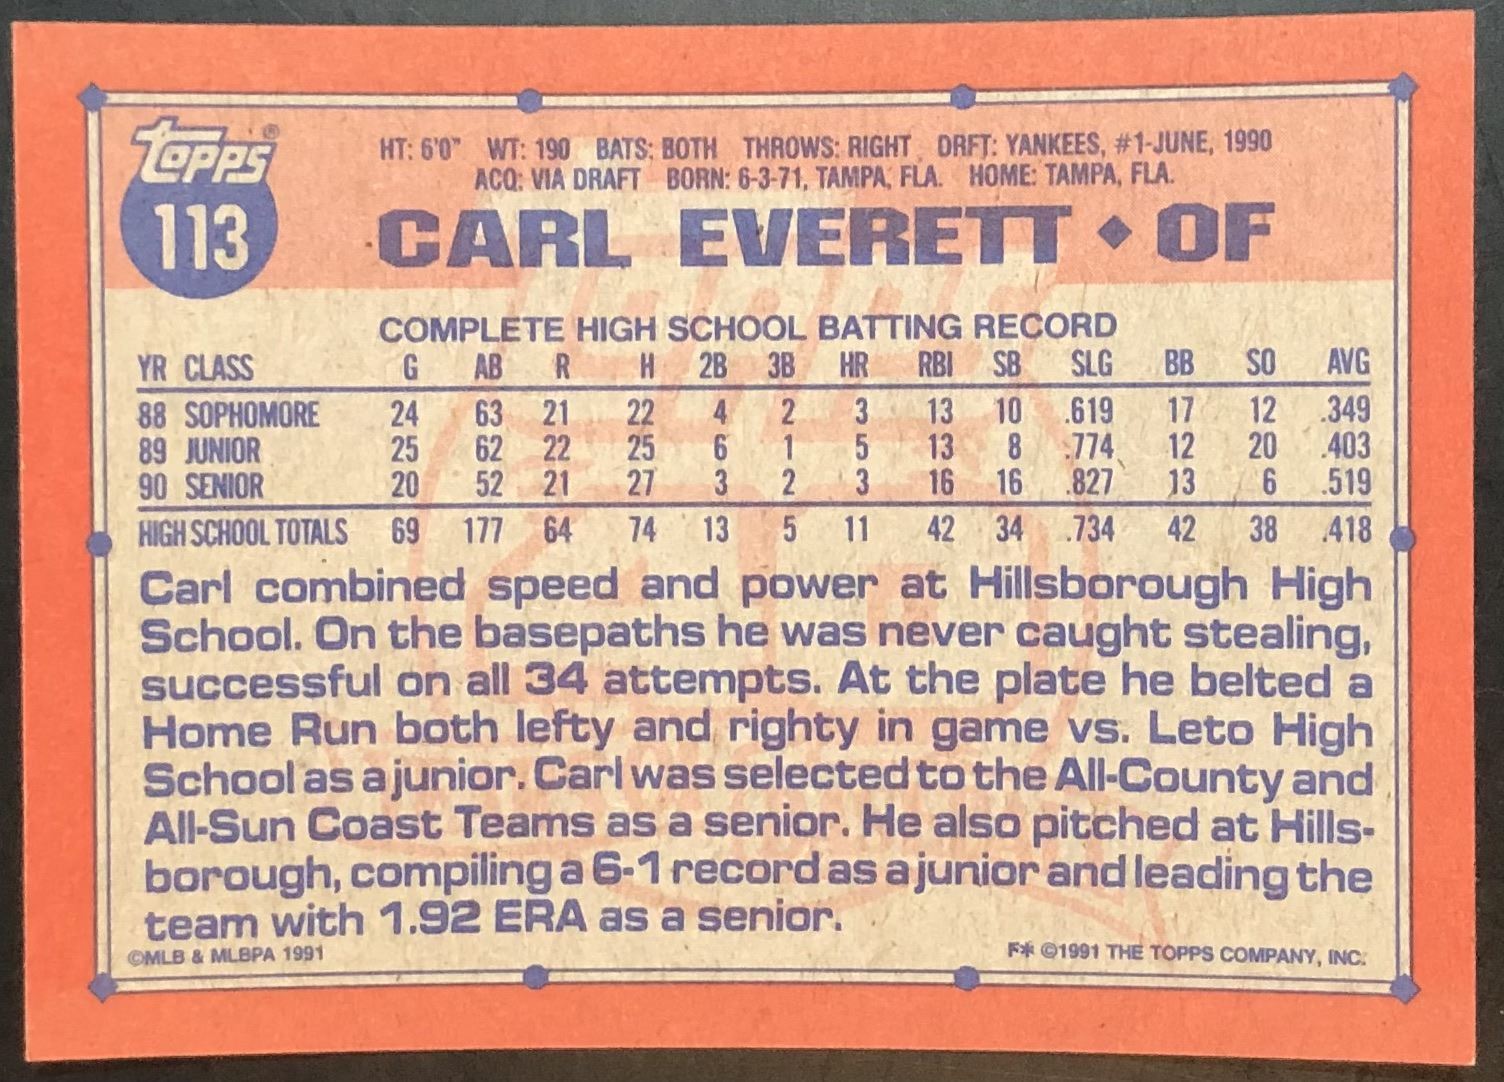 topps®
113
HT: 6'0" WT: 190 BATS: BOTH THROWS: RIGHT DRFT: YANKEES, #1-JUNE, 1990
ACQ: VIA DRAFT BORN: 6-3-71, TAMPA, FLA. HOME: TAMPA, FLA.
CARL EVERETT ◆ OF
COMPLETE HIGH SCHOOL BATTING RECORD
YR CLASS G AB R H 2B 3B HR RBI SB SLG BB SO AVG
88 SOPHOMORE 24 63 21 22 4 2 3 13 10 .619 17 12 .349
89 JUNIOR 25 62 22 25 6 1 5 13 8 .774 12 20 .403
90 SENIOR 20 52 21 27 3 2 3 16 16 .827 13 6 .519
HIGH SCHOOL TOTALS 69 177 64 74 13 5 11 42 34 .734 42 38 .418
Carl combined speed and power at Hillsborough High
School. On the basepaths he was never caught stealing,
successful on all 34 attempts. At the plate he belted a
Home Run both lefty and righty in game vs. Leto High
School as a junior. Carl was selected to the All-County and
All-Sun Coast Teams as a senior. He also pitched at Hills-
borough, compiling a 6-1 record as a junior and leading the
team with 1.92 ERA as a senior.
©MLB & MLBPA 1991
F* ©1991 THE TOPPS COMPANY, INC.